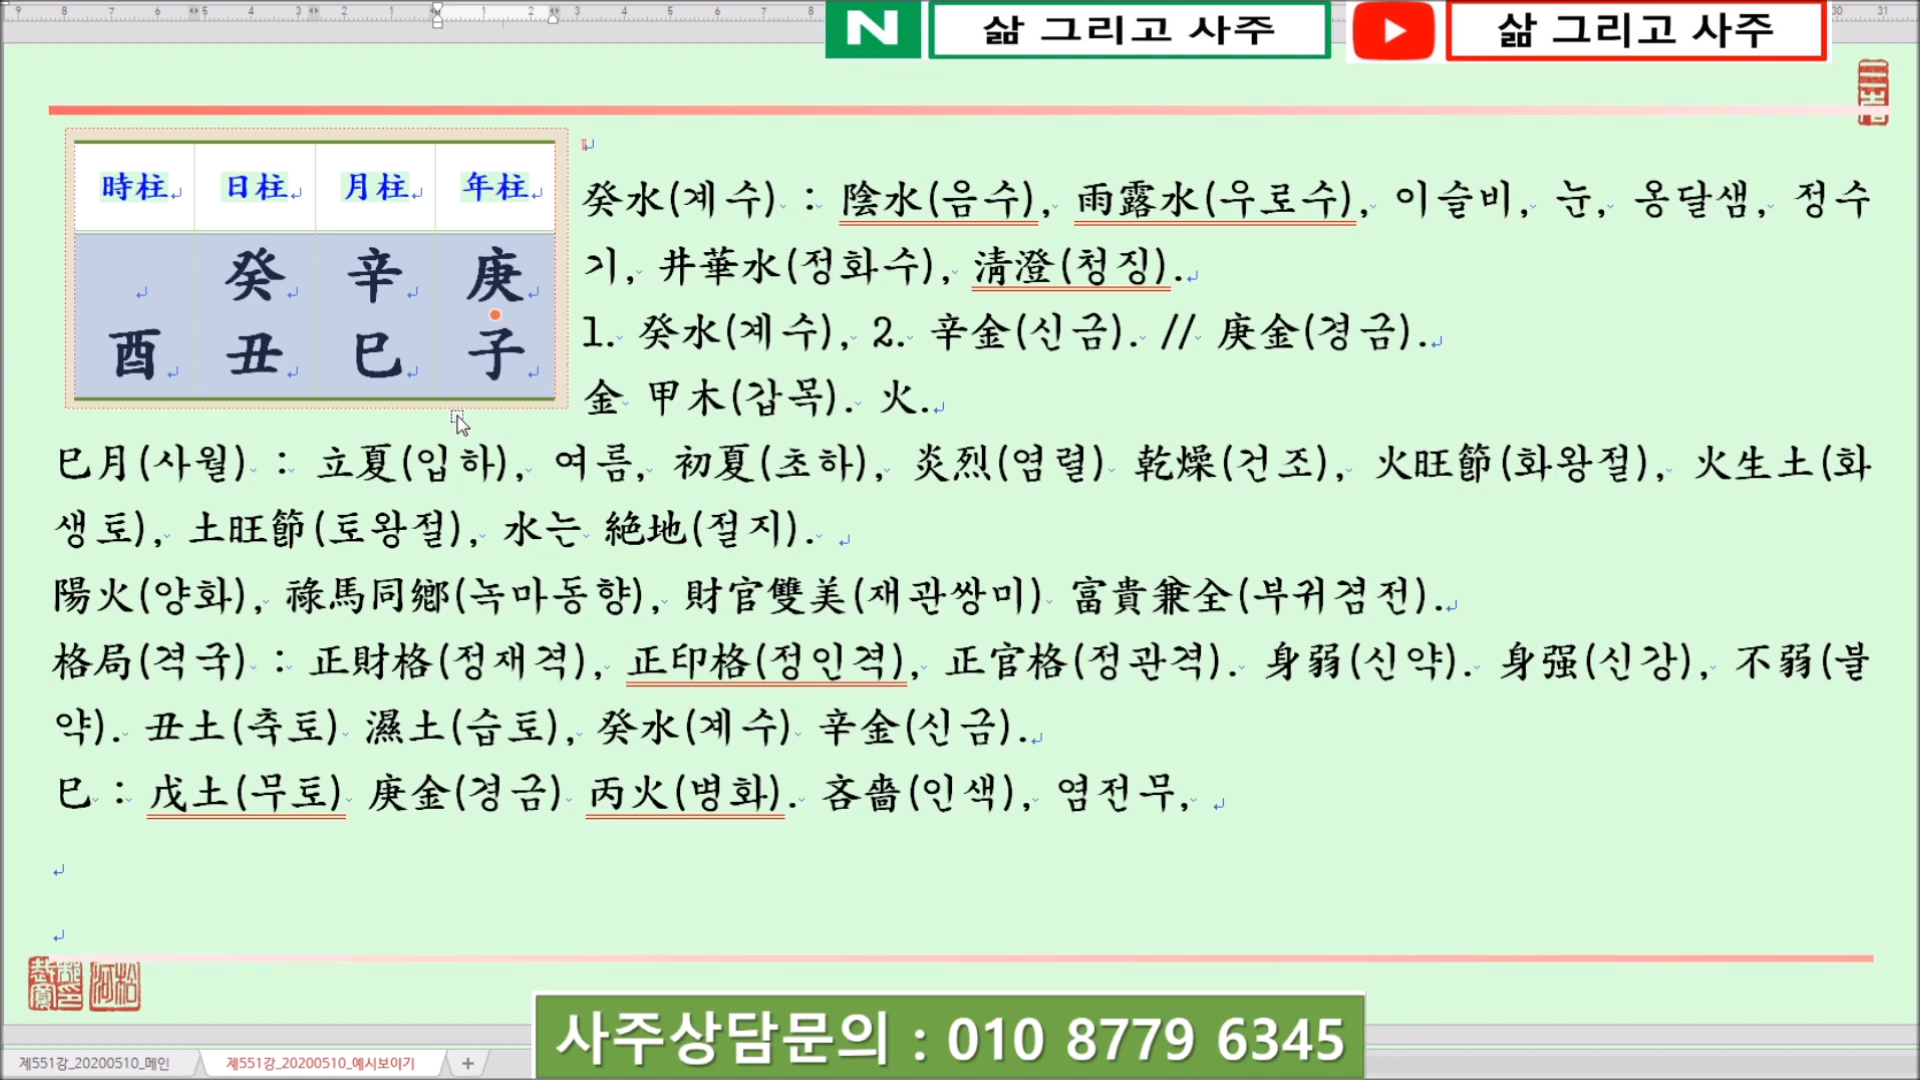 삶 그리고 사주
삶 그리고 사주
時柱 日柱 月柱 年柱
癸 辛 庚
酉 丑 巳 子
癸水(계수) : 陰水(음수), 雨露水(우로수), 이슬비, 눈, 옹달샘, 정수
기, 井華水(정화수), 淸澄(청징).
1. 癸水(계수), 2. 辛金(신금). // 庚金(경금).
金 甲木(갑목). 火.
巳月(사월) : 立夏(입하), 여름, 初夏(초하), 炎烈(염렬) 乾燥(건조), 火旺節(화왕절), 火生土(화
생토), 土旺節(토왕절), 水는 絶地(절지).
陽火(양화), 祿馬同鄕(녹마동향), 財官雙美(재관쌍미) 富貴兼全(부귀겸전).
格局(격국) : 正財格(정재격), 正印格(정인격), 正官格(정관격). 身弱(신약). 身强(신강), 不弱(불
약). 丑土(축토) 濕土(습토), 癸水(계수) 辛金(신금).
巳 : 戊土(무토) 庚金(경금) 丙火(병화). 吝嗇(인색), 염전무,
사주상담문의 : 010 8779 6345
제551강_20200510_메인 제551강_20200510_예시보이기 +